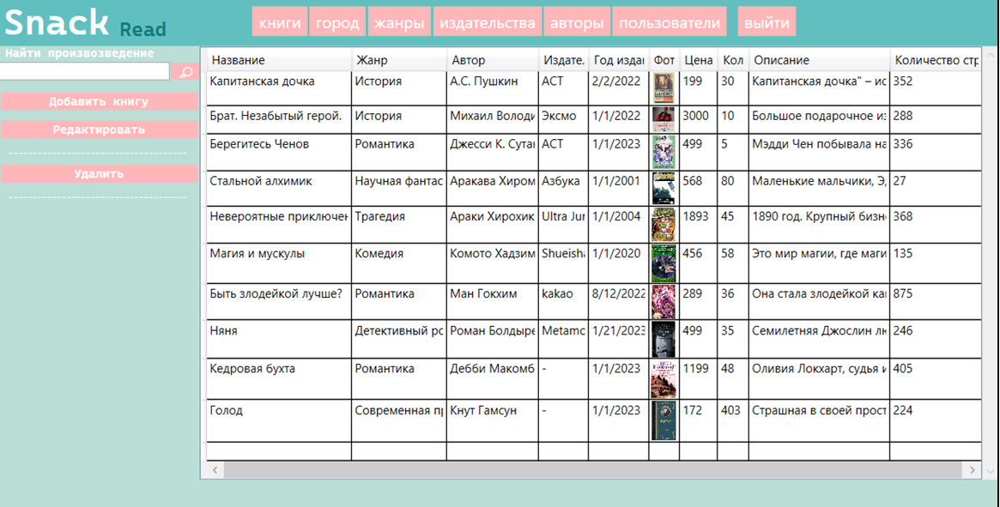 Snack Read
книги город жанры издательства авторы пользователи выйти
Найти произвозведение
Добавить книгу
Редактировать
Удалить
Название Жанр Автор Издате. Год издан Фот Цена Кол Описание Количество стр
Капитанская дочка История А.С. Пушкин АСТ 2/2/2022 199 30 Капитанская дочка" – ис 352
Брат. Незабытый герой. История Михаил Володи Эксмо 1/1/2022 3000 10 Большое подарочное из 288
Берегитесь Ченов Романтика Джесси К. Сутан АСТ 1/1/2023 499 5 Мэдди Чен побывала на 336
Стальной алхимик Научная фантас Аракава Хиром Азбука 1/1/2001 568 80 Маленькие мальчики, Э, 27
Невероятные приключен Трагедия Араки Хирохик Ultra Jur 1/1/2004 1893 45 1890 год. Крупный бизн 368
Магия и мускулы Комедия Комото Хадзим Shueish 1/1/2020 456 58 Это мир магии, где маги 135
Быть злодейкой лучше? Романтика Ман Гокхим kakao 8/12/2022 289 36 Она стала злодейкой ка 875
Няня Детективный ро Роман Болдыре Metamo 1/21/2023 499 35 Семилетняя Джослин лю 246
Кедровая бухта Романтика Дебби Макомб - 1/1/2023 1199 48 Оливия Локхарт, судья и 405
Голод Современная пр Кнут Гамсун - 1/1/2023 172 403 Страшная в своей прост 224